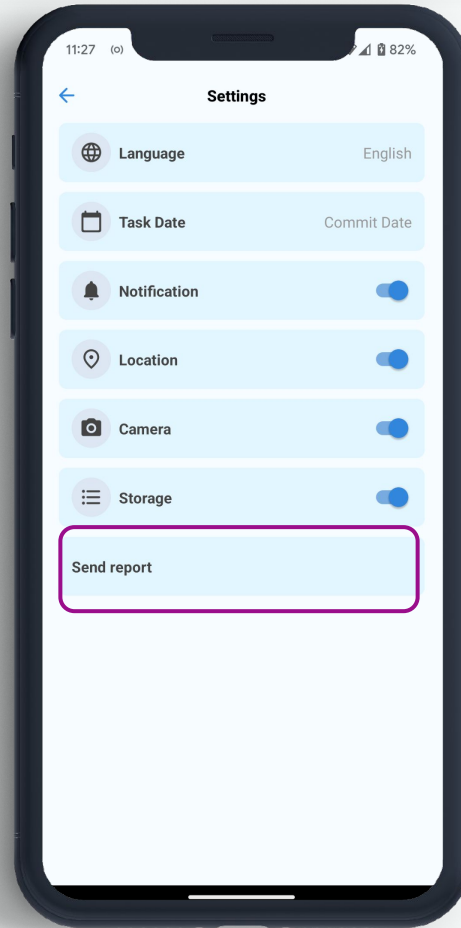 11:27 (o) 82%
Settings
Language English
Task Date Commit Date
Notification
Location
Camera
Storage
Send report